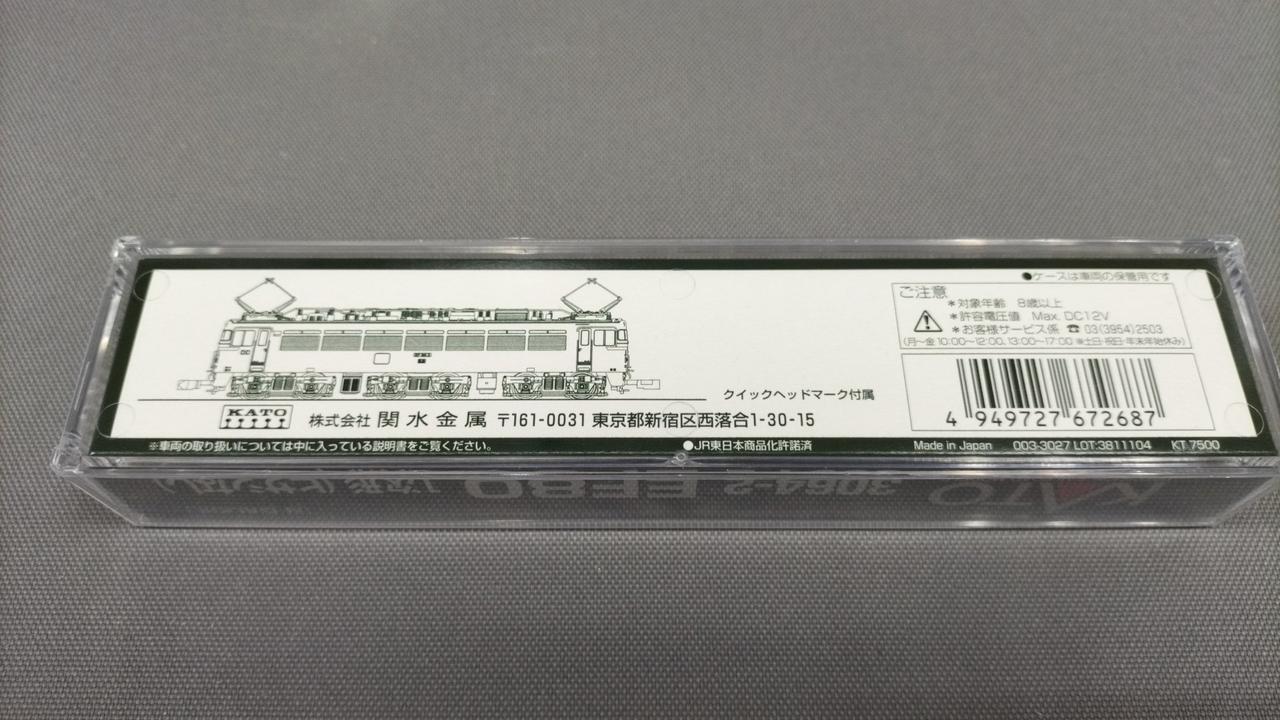 ●ケースは車両の保管用です
ご注意
*対象年齢 8歳以上
*許容電圧値 Max. DC12V
*お客様サービス係 ☎ 03(3954)2503
(月~金 10:00~12:00, 13:00~17:00 ※土日・祝日・年末年始休み)
クイックヘッドマーク付属
KATO 株式会社 関水金属 〒161-0031 東京都新宿区西落合1-30-15
4 949727 672687
※車両の取り扱いについては中に入っている説明書をご覧ください。 ●JR東日本商品化許諾済 Made in Japan 003-3027 LOT:3811104 KT 7500
KATO 3064-2 EF80 1次形 (ヒサシなし)